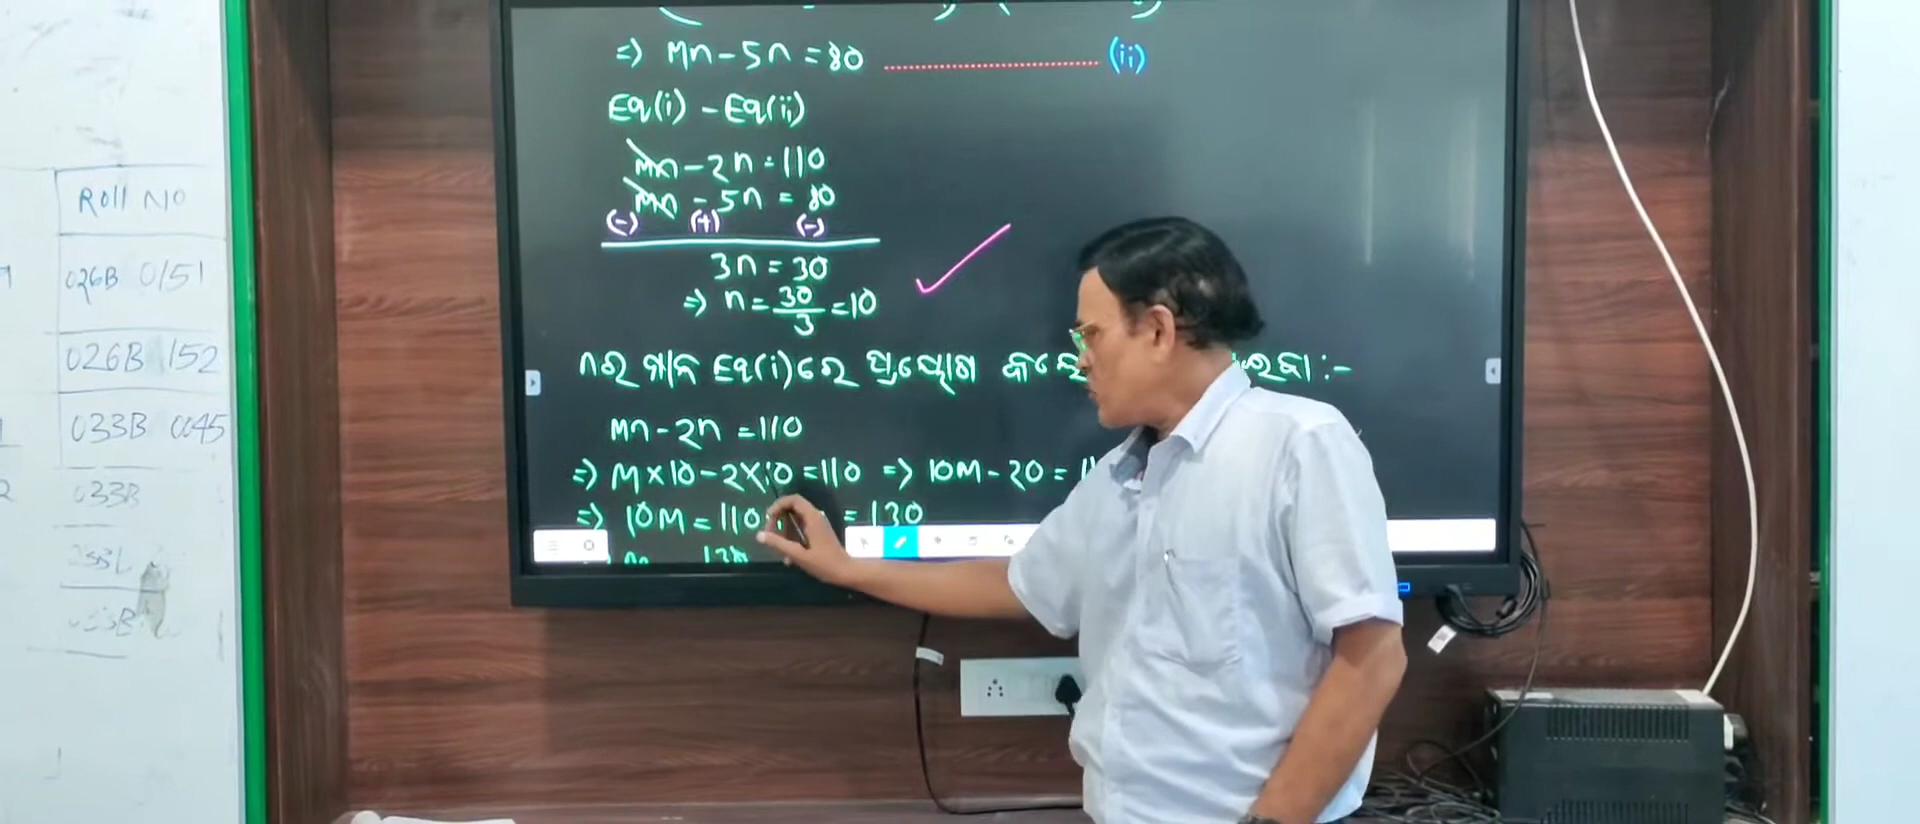 ⇒ Mn - 5n = 80 .................... (ii)
Eq(i) - Eq(ii)
Mn - 2n = 110
Mn - 5n = 80
(-) (+) (-)
3n = 30
⇒ n = 30/3 = 10
nର ମାନ Eq(i)ରେ ପ୍ରୟୋଗ :-
Mn - 2n = 110
⇒ M × 10 - 2 × 10 = 110 ⇒ 10M - 20 =
⇒ 10M = 110 = 130
Roll NO
026B 0151
026B 152
033B 0045
033B